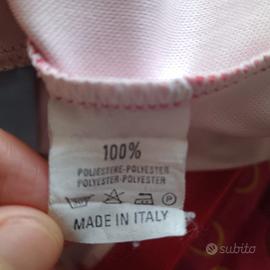 100%
POLIESTERE-POLYESTER
POLYESTER-POLYESTER
MADE IN ITALY
subito